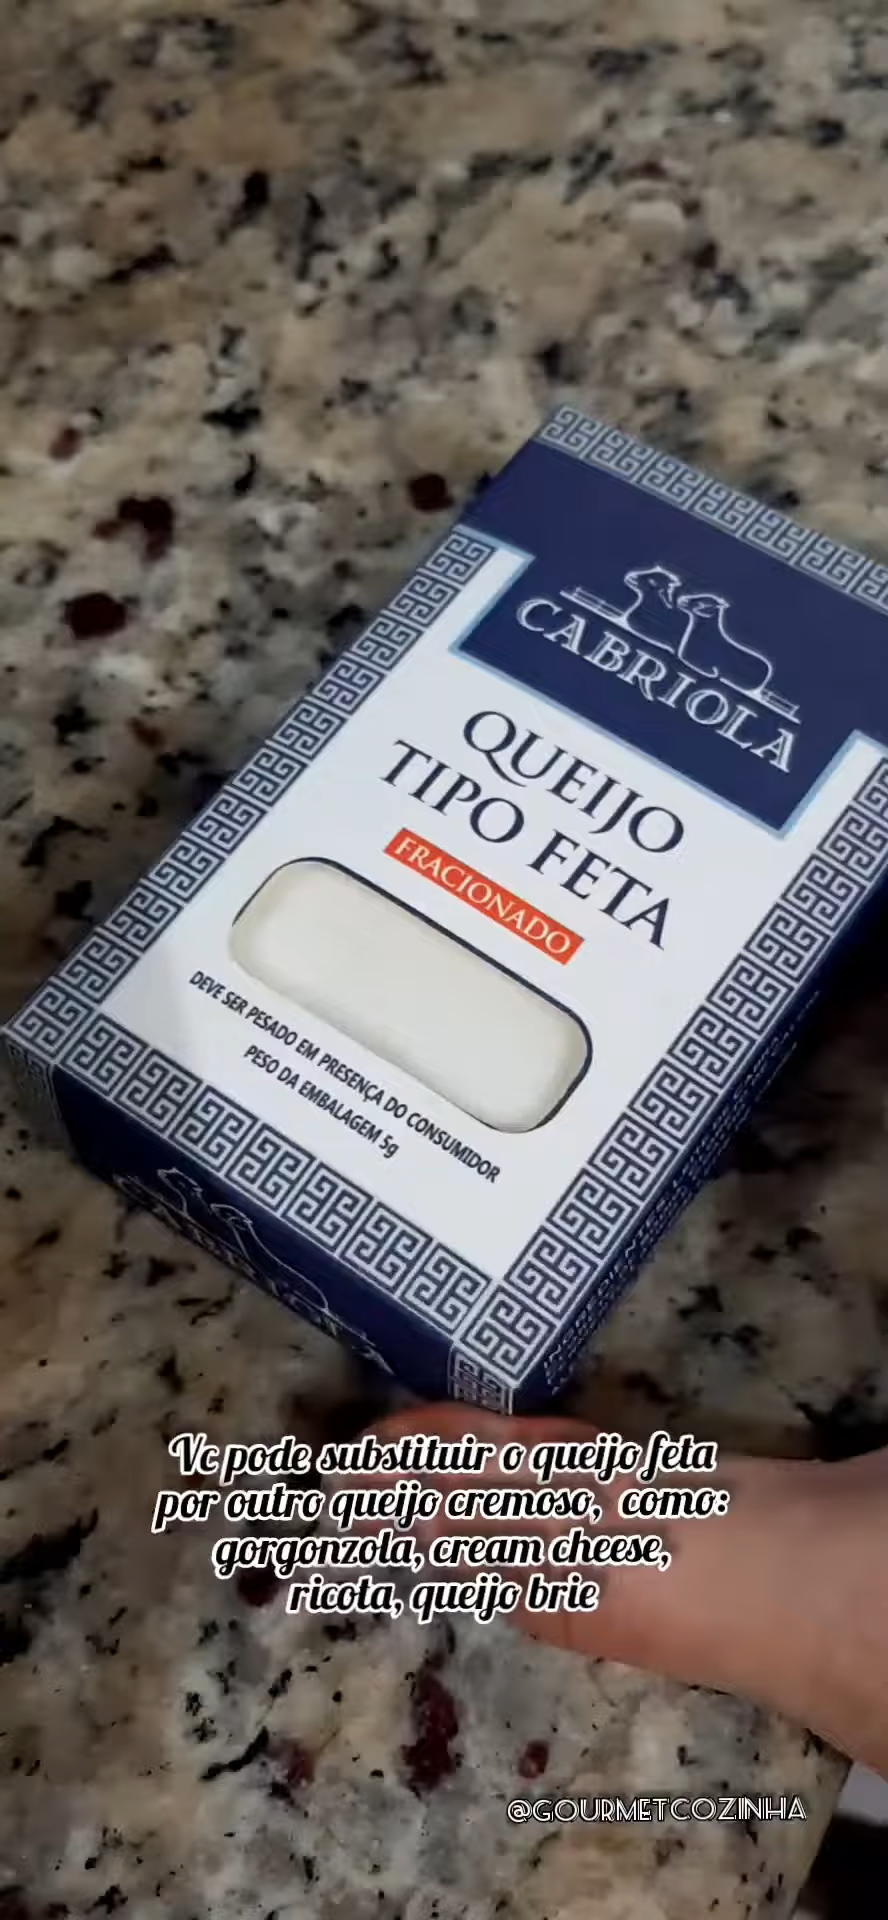 CABRIOLA
QUEIJO
TIPO FETA
FRACIONADO
DEVE SER PESADO EM PRESENÇA DO CONSUMIDOR
PESO DA EMBALAGEM 5g
Vc pode substituir o queijo feta
por outro queijo cremoso, como:
gorgonzola, cream cheese,
ricota, queijo brie
@GOURMETCOZINHA